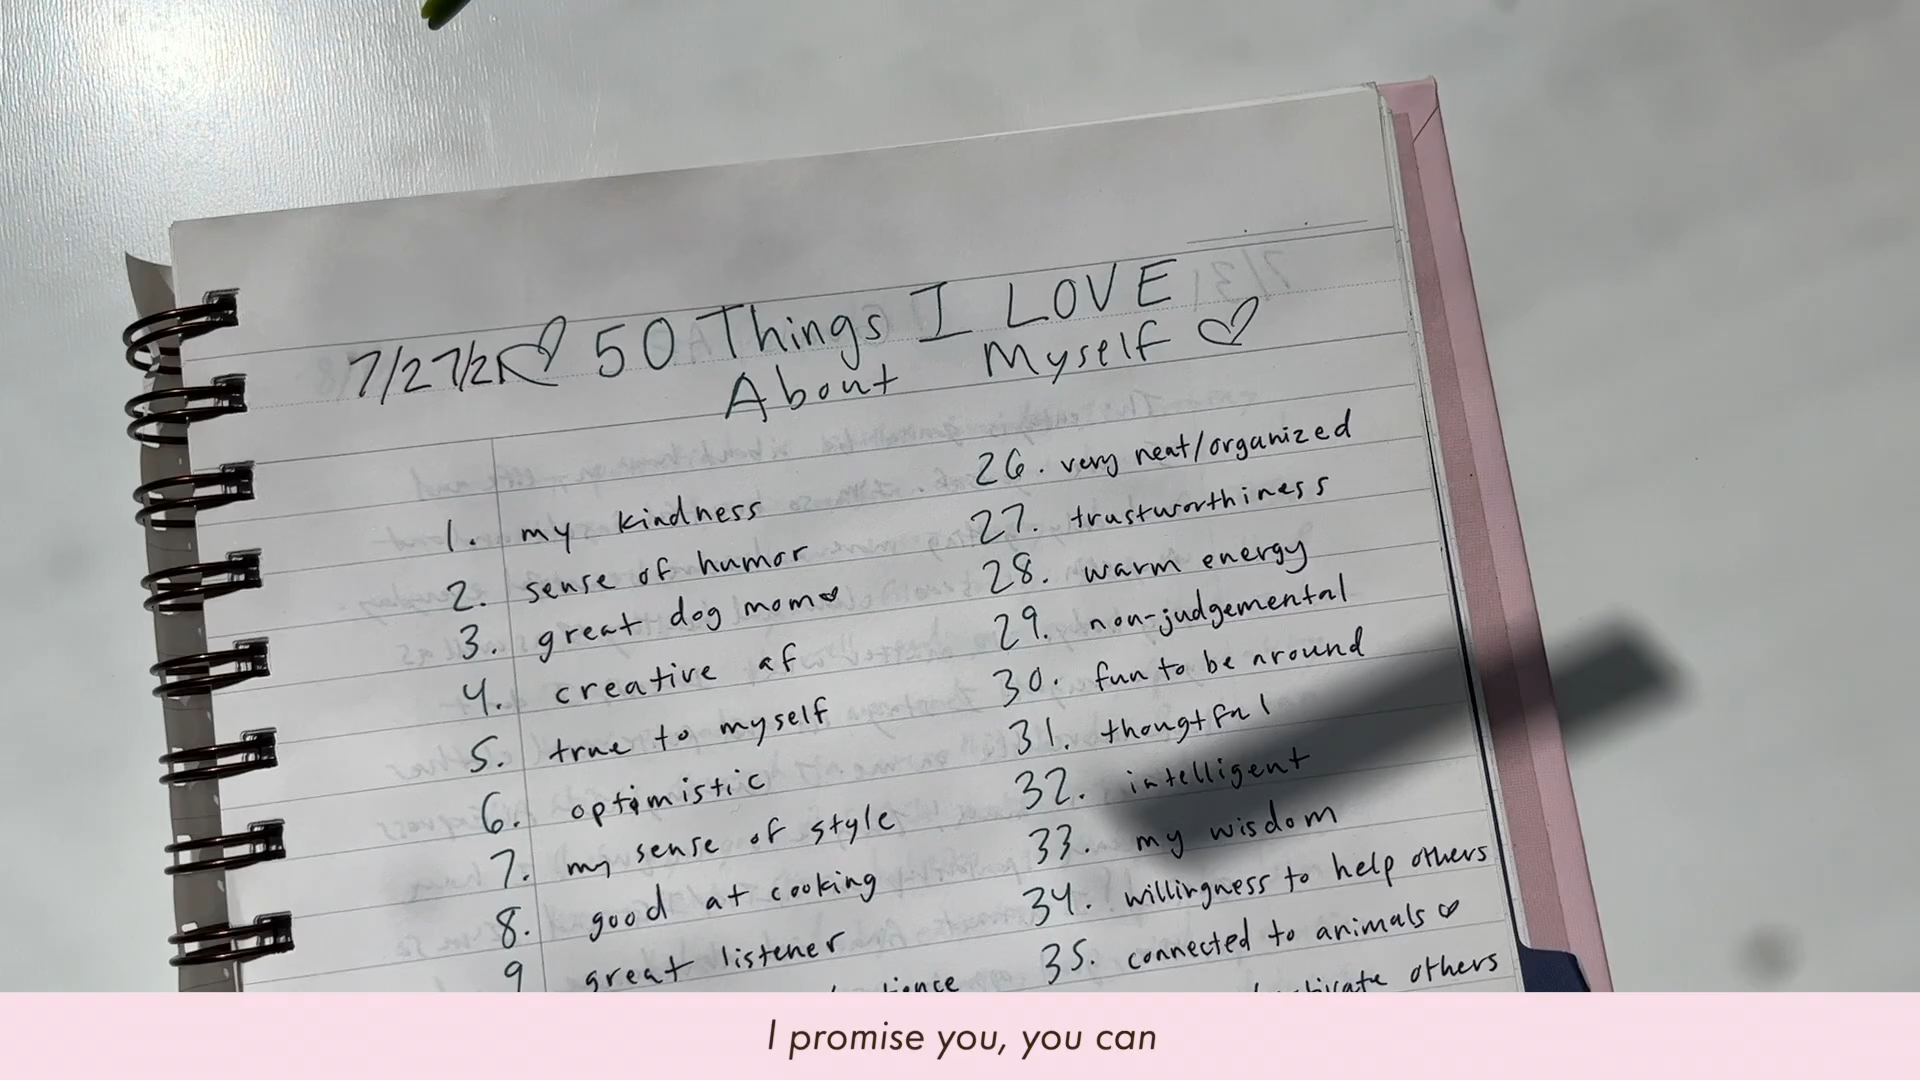 7/27/2 50 Things I LOVE
About Myself
1. my kindness
2. sense of humor
3. great dog mom
4. creative af
5. true to myself
6. optimistic
7. my sense of style
8. good at cooking
9 great listener
26. very neat/organized
27. trustworthiness
28. warm energy
29. non-judgemental
30. fun to be around
31. thougtful
32. intelligent
33. my wisdom
34. willingness to help others
35. connected to animals
others
I promise you, you can